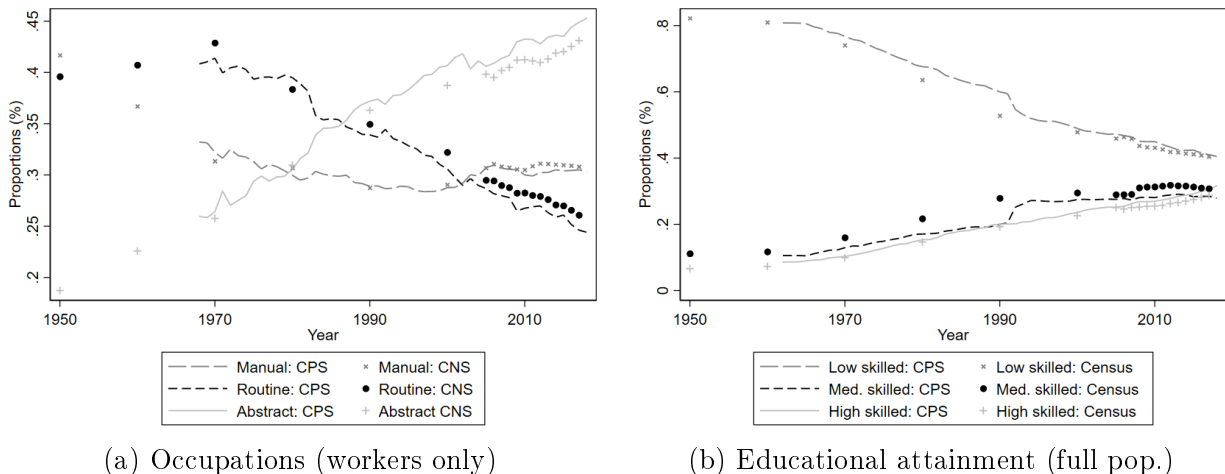 Proportions (%)
.45
.4
.35
.3
.25
.2
1950
1970
1990
2010
Year
Manual: CPS
Manual: CNS
Routine: CPS
Routine: CNS
Abstract: CPS
Abstract CNS
(a) Occupations (workers only)
Proportions (%)
.8
.6
.4
.2
0
1950
1970
1990
2010
Year
Low skilled: CPS
Low skilled: Census
Med. skilled: CPS
Med. skilled: Census
High skilled: CPS
High skilled: Census
(b) Educational attainment (full pop.)